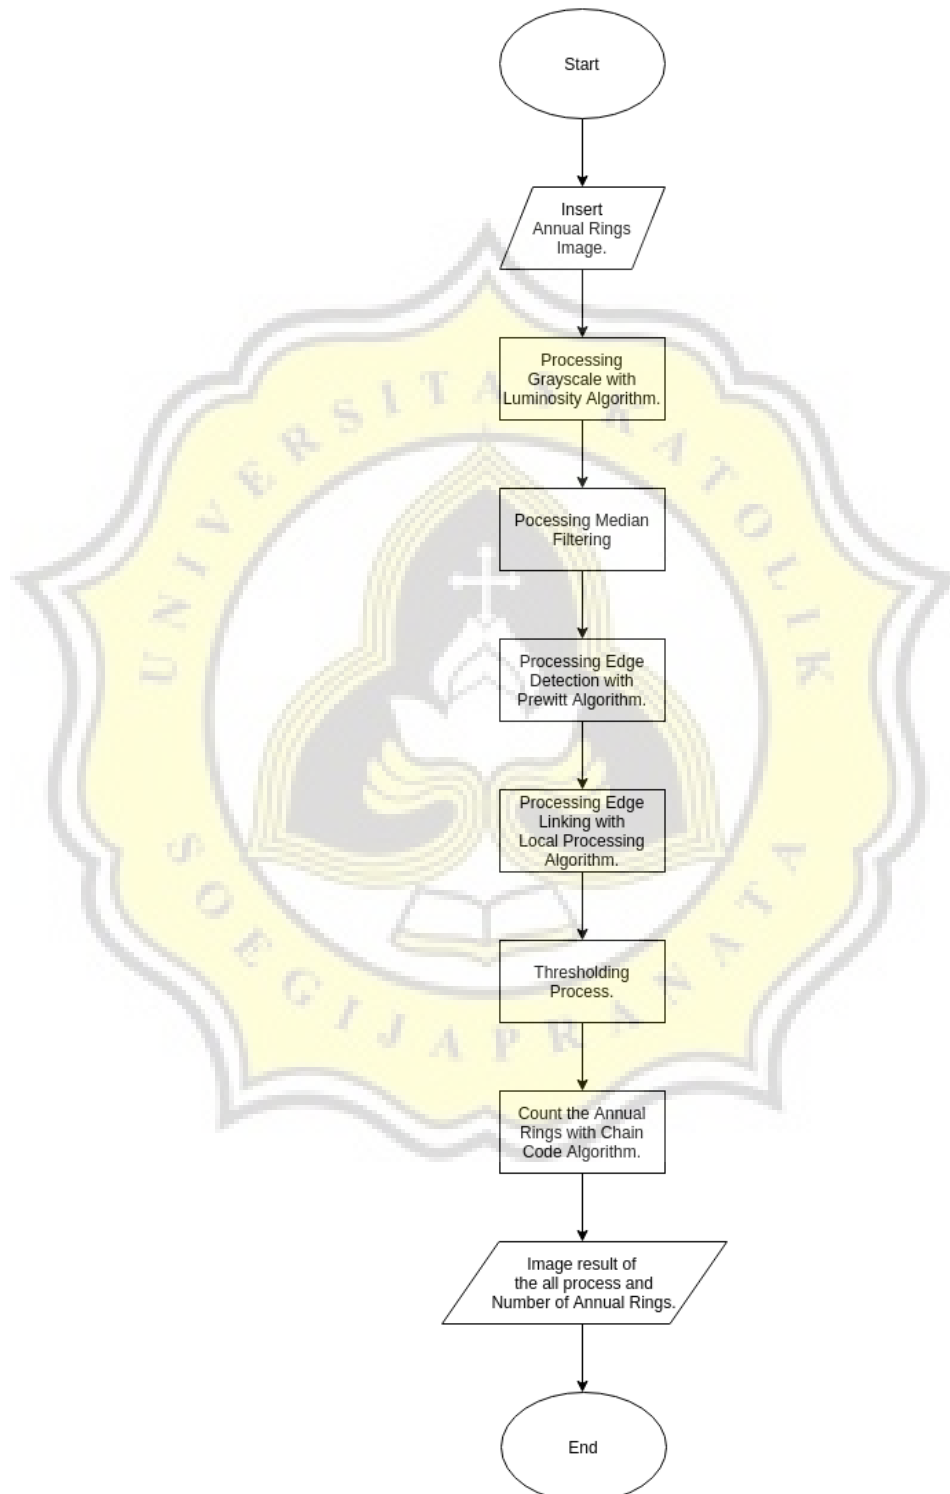 Start
Insert
Annual Rings
Image.
Processing
Grayscale with
Luminosity Algorithm.
Pocessing Median
Filtering
Processing Edge
Detection with
Prewitt Algorithm.
Processing Edge
Linking with
Local Processing
Algorithm.
Thresholding
Process.
Count the Annual
Rings with Chain
Code Algorithm.
Image result of
the all process and
Number of Annual Rings.
End
UNIVERSITAS KATOLIK
SOEGIJAPRANATA